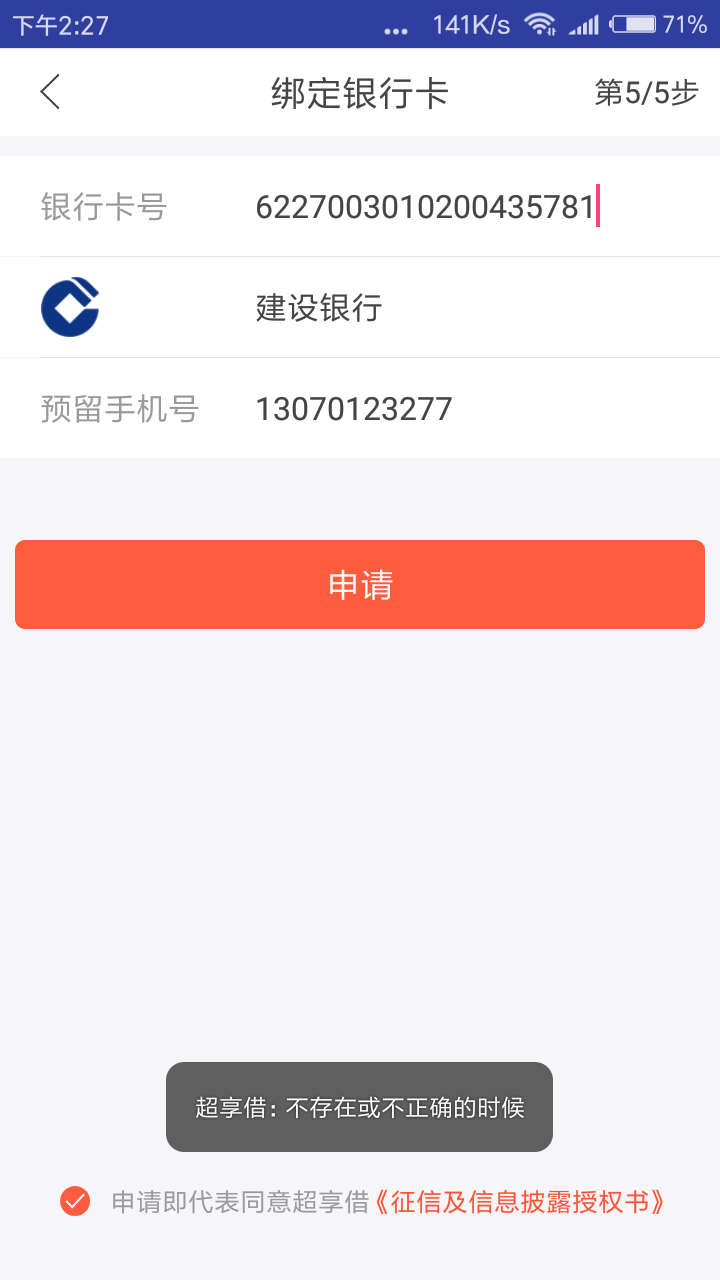 下午2:27 ... 141K/s 71%
绑定银行卡 第5/5步
银行卡号 6227003010200435781
建设银行
预留手机号 13070123277
申请
超享借: 不存在或不正确的时候
申请即代表同意超享借《征信及信息披露授权书》